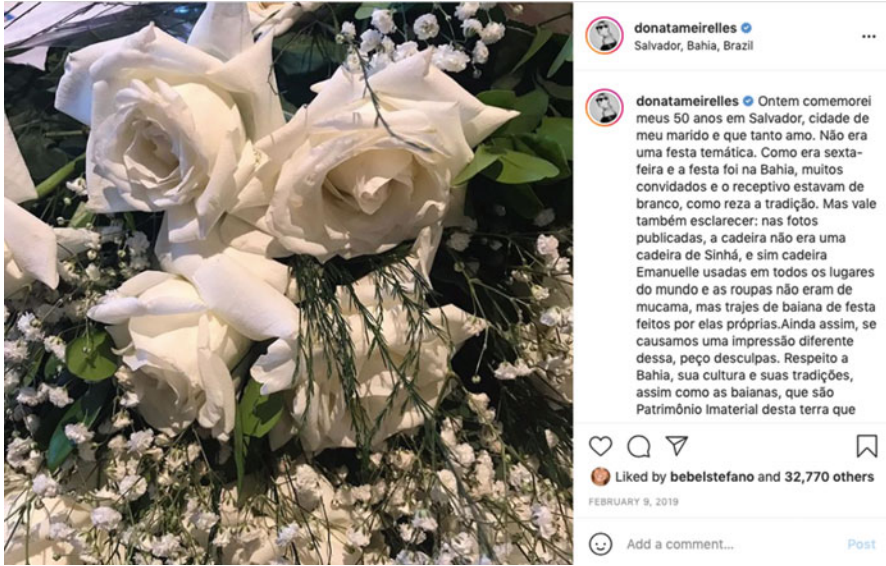 donatameirelles
Salvador, Bahia, Brazil
donatameirelles Ontem comemorei
meus 50 anos em Salvador, cidade de
meu marido e que tanto amo. Não era
uma festa temática. Como era sexta-
feira e a festa foi na Bahia, muitos
convidados e o receptivo estavam de
branco, como reza a tradição. Mas vale
também esclarecer: nas fotos
publicadas, a cadeira não era uma
cadeira de Sinhá, e sim cadeira
Emanuelle usadas em todos os lugares
do mundo e as roupas não eram de
mucama, mas trajes de baiana de festa
feitos por elas próprias.Ainda assim, se
causamos uma impressão diferente
dessa, peço desculpas. Respeito a
Bahia, sua cultura e suas tradições,
assim como as baianas, que são
Patrimônio Imaterial desta terra que
Liked by bebelstefano and 32,770 others
FEBRUARY 9, 2019
Add a comment... Post